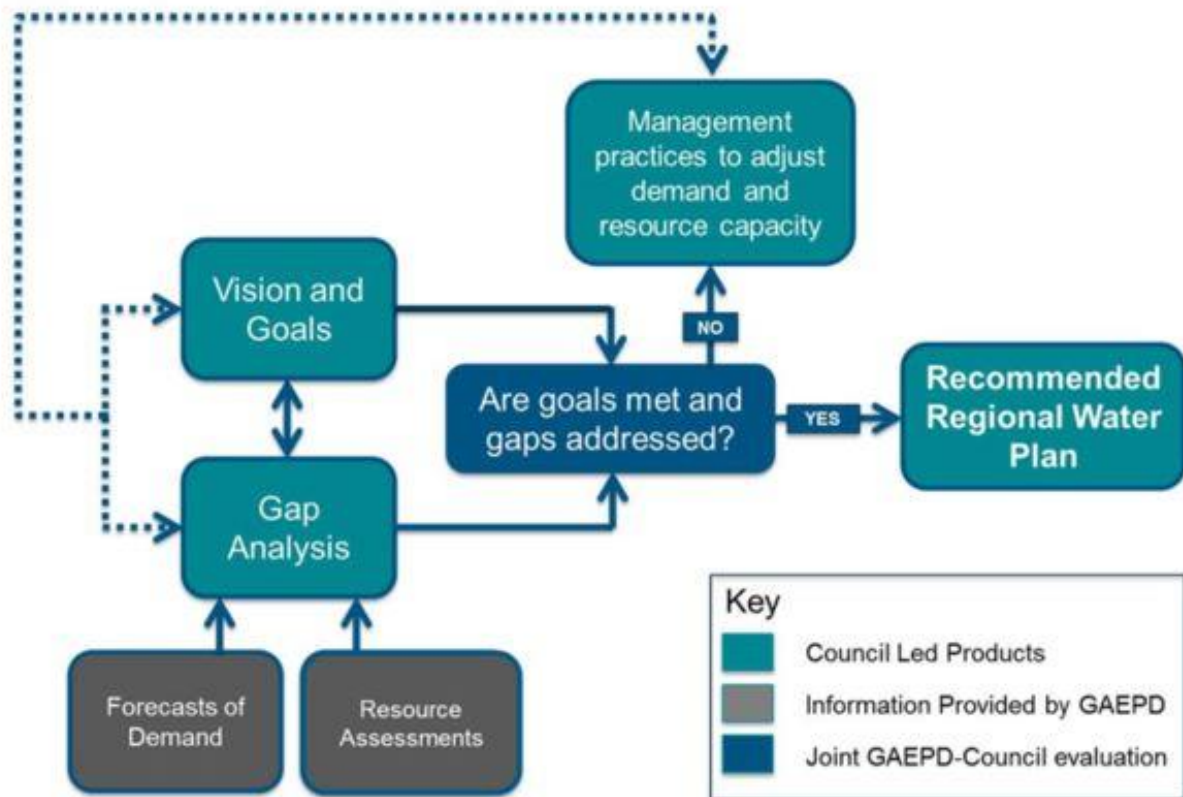 Management
practices to adjust
demand and
resource capacity
Vision and
Goals
NO
Are goals met and
gaps addressed?
YES
Recommended
Regional Water
Plan
Gap
Analysis
Forecasts of
Demand
Resource
Assessments
Key
Council Led Products
Information Provided by GAEPD
Joint GAEPD-Council evaluation